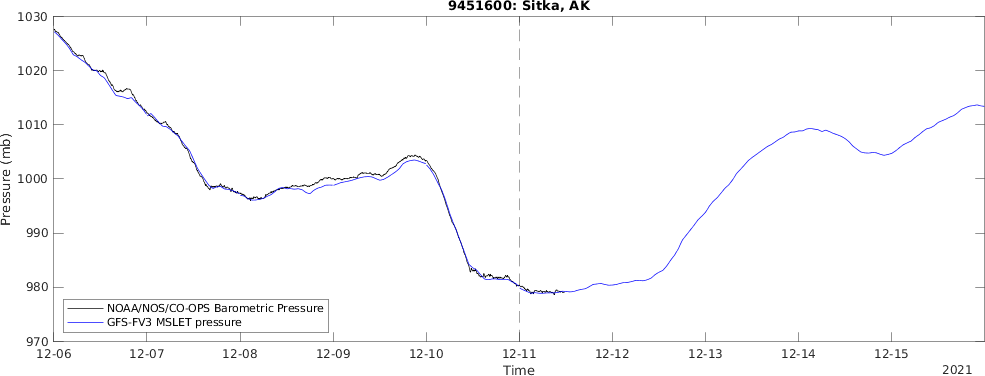 9451600: Sitka, AK
Pressure (mb)
1030
1020
1010
1000
990
980
970
NOAA/NOS/CO-OPS Barometric Pressure
GFS-FV3 MSLET pressure
12-06 12-07 12-08 12-09 12-10 12-11 12-12 12-13 12-14 12-15
Time
2021